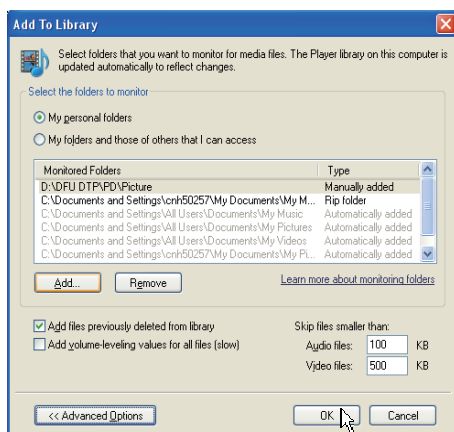 Add To Library
Select folders that you want to monitor for media files. The Player library on this computer is
updated automatically to reflect changes.
Select the folders to monitor
My personal folders
My folders and those of others that I can access
Monitored Folders Type
D:\DFU DTP\PD\Picture Manually added
C:\Documents and Settings\cnh50257\My Documents\My M... Rip folder
C:\Documents and Settings\All Users\Documents\My Music Automatically added
C:\Documents and Settings\All Users\Documents\My Pictures Automatically added
C:\Documents and Settings\All Users\Documents\My Videos Automatically added
C:\Documents and Settings\cnh50257\My Documents\My Pi... Automatically added
Add... Remove Learn more about monitoring folders
Add files previously deleted from library Skip files smaller than:
Add volume-leveling values for all files (slow) Audio files: 100 KB
Video files: 500 KB
<< Advanced Options OK Cancel